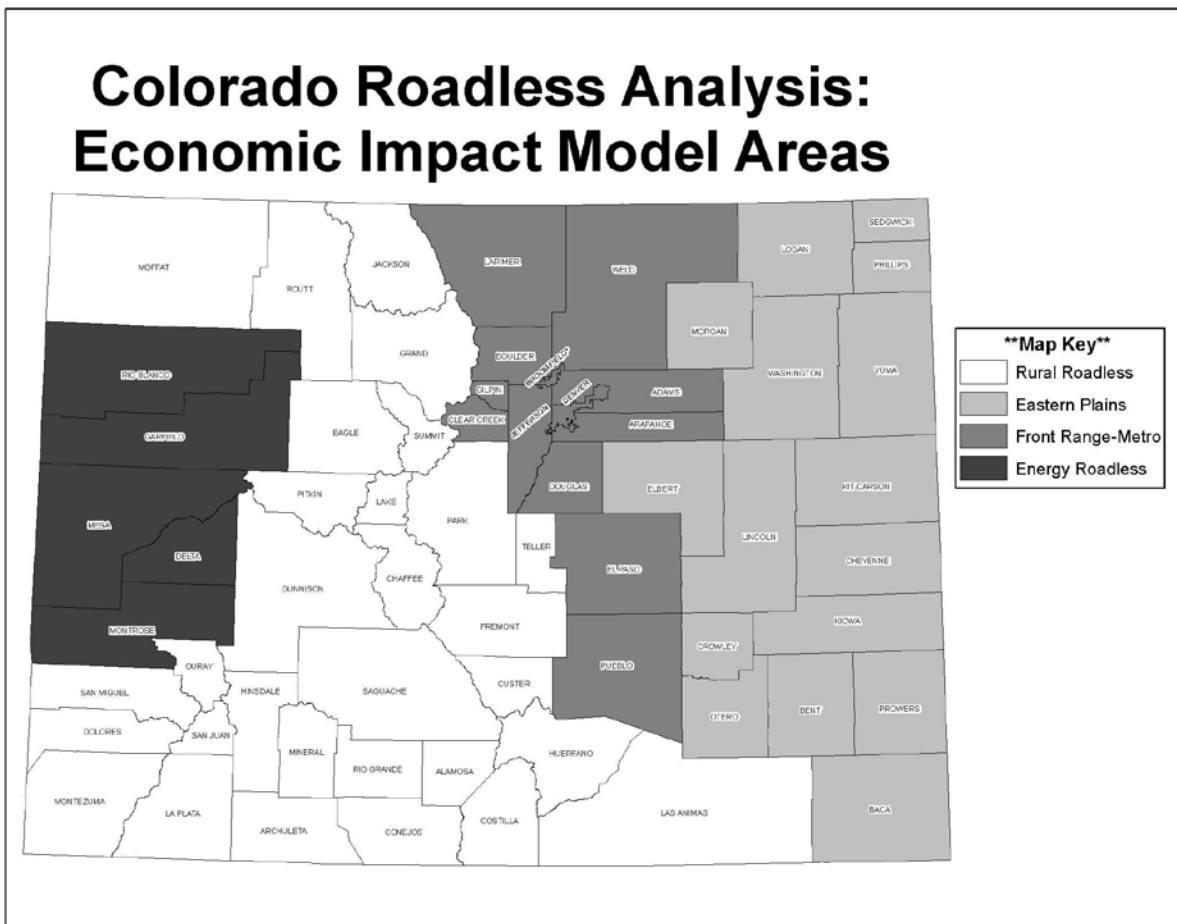 Colorado Roadless Analysis:
Economic Impact Model Areas
SEDGWICK
LOGAN
PHILLIPS
MOFFAT
JACKSON
LARIMER
WELD
ROUTT
MORGAN
GRAND
BOULDER
BROOMFIELD*
WASHINGTON
YUMA
RIO BLANCO
GILPIN
DENVER
ADAMS
CLEAR CREEK
JEFFERSON
ARAPAHOE
GARFIELD
EAGLE
SUMMIT
DOUGLAS
ELBERT
KIT CARSON
PITKIN
LAKE
PARK
MESA
TELLER
LINCOLN
DELTA
CHAFFEE
EL PASO
CHEYENNE
GUNNISON
MONTROSE
FREMONT
KIOWA
CROWLEY
OURAY
PUEBLO
SAN MIGUEL
HINSDALE
SAGUACHE
CUSTER
OTERO
BENT
PROWERS
DOLORES
SAN JUAN
MINERAL
HUERFANO
RIO GRANDE
ALAMOSA
MONTEZUMA
LA PLATA
ARCHULETA
CONEJOS
COSTILLA
LAS ANIMAS
BACA
**Map Key**
Rural Roadless
Eastern Plains
Front Range-Metro
Energy Roadless